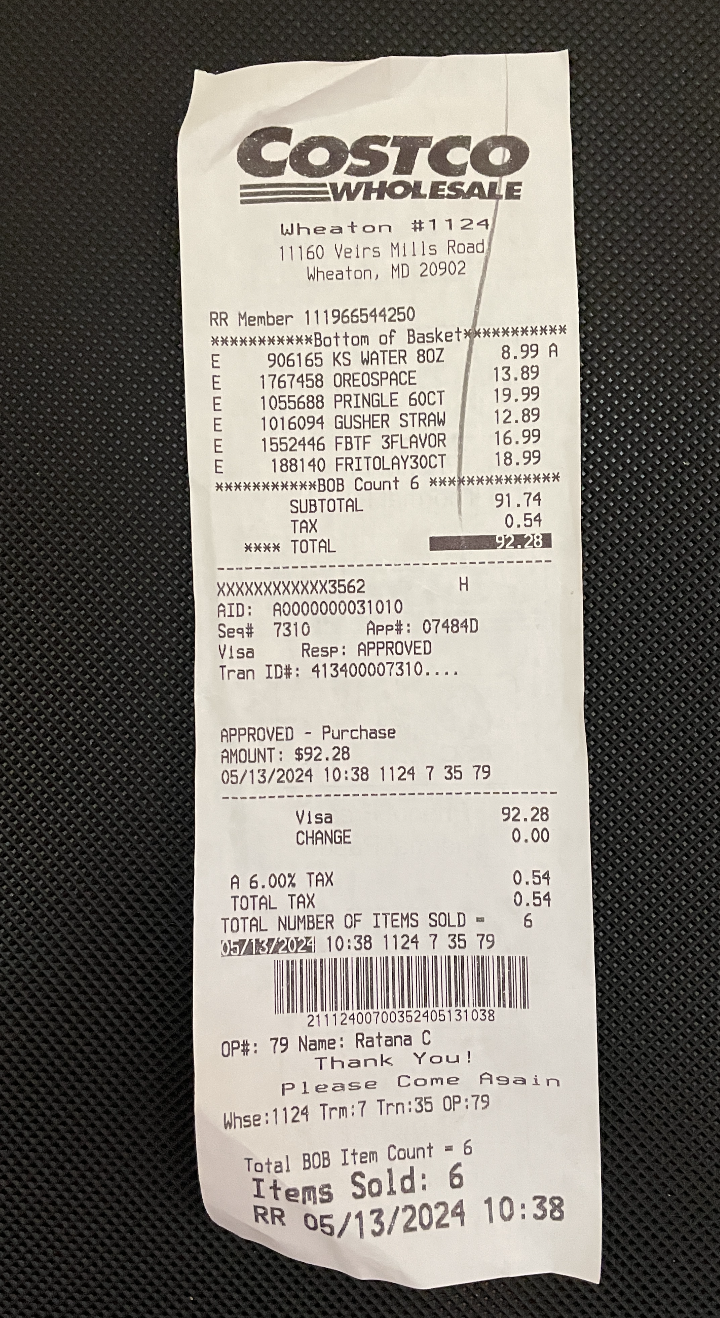 COSTCO
WHOLESALE
Wheaton #1124
11160 Veirs Mills Road
Wheaton, MD 20902
RR Member 111966544250
***********Bottom of Basket***********
E 906165 KS WATER 8OZ 8.99 A
E 1767458 OREOSPACE 13.89
E 1055688 PRINGLE 60CT 19.99
E 1016094 GUSHER STRAW 12.89
E 1552446 FBTF 3FLAVOR 16.99
E 188140 FRITOLAY30CT 18.99
***********BOB Count 6 **************
SUBTOTAL 91.74
TAX 0.54
**** TOTAL 92.28
XXXXXXXXXXXX3562 H
AID: A0000000031010
Seq# 7310 App#: 07484D
Visa Resp: APPROVED
Tran ID#: 413400007310....
APPROVED - Purchase
AMOUNT: $92.28
05/13/2024 10:38 1124 7 35 79
Visa 92.28
CHANGE 0.00
A 6.00% TAX 0.54
TOTAL TAX 0.54
TOTAL NUMBER OF ITEMS SOLD = 6
05/13/2024 10:38 1124 7 35 79
21112400700352405131038
OP#: 79 Name: Ratana C
Thank You!
Please Come Again
Whse:1124 Trm:7 Trn:35 OP:79
Total BOB Item Count = 6
Items Sold: 6
RR 05/13/2024 10:38